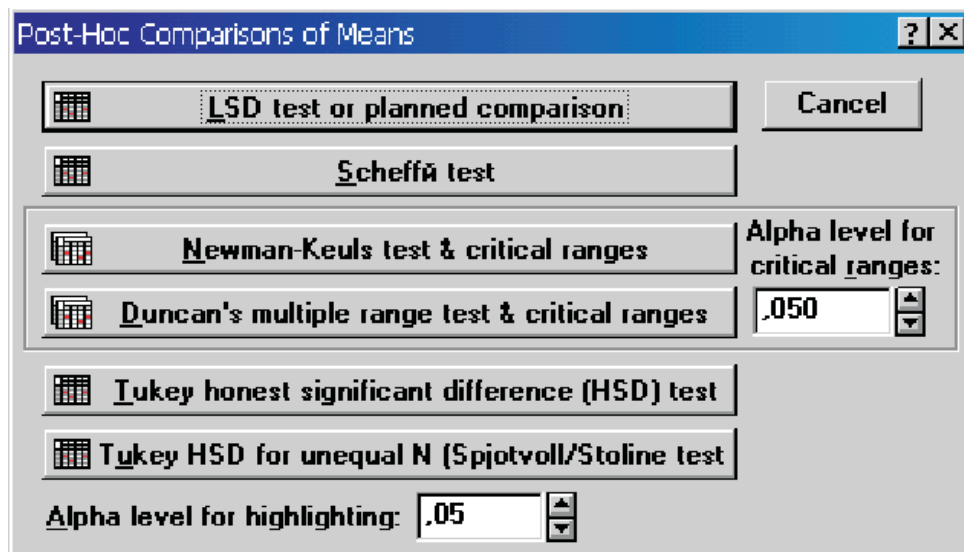 Post-Hoc Comparisons of Means
LSD test or planned comparison
Cancel
Scheffй test
Newman-Keuls test & critical ranges
Alpha level for
critical ranges:
Duncan's multiple range test & critical ranges
,050
Tukey honest significant difference (HSD) test
Tukey HSD for unequal N (Spjotvoll/Stoline test
Alpha level for highlighting: ,05